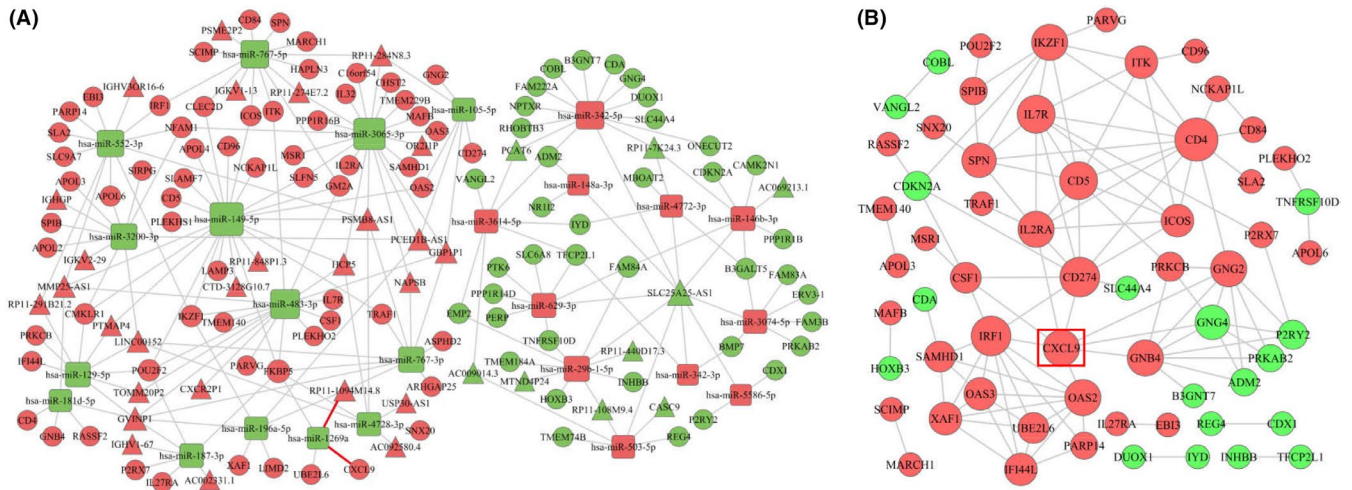 (A)
CD84
SPN
PSME2P2
MARCH1
SCIMP
hsa-miR-767-5p
RP11-284N8.3
HAPLN3
C16orf54
GNG2
IGHV3OR16-6
IGKV1-13
RP11-274E7.2
IL32
CHST2
EBI3
IRF1
CLEC2D
ITK
TMEM229B
hsa-miR-105-5p
PARP14
NFAM1
ICOS
PPP1R16B
MAFB
SLA2
hsa-miR-552-3p
APOL4
CD96
hsa-miR-3065-3p
OAS3
OR2I1P
SLC9A7
SIRPG
MSR1
IL2RA
CD274
NCKAP1L
SAMHD1
APOL3
SLAMF7
SLFN5
GM2A
OAS2
VANGL2
IGHGP
APOL6
CD5
SPIB
PLEKHS1
hsa-miR-149-5p
PSMB8-AS1
hsa-miR-3200-3p
PCED1B-AS1
APOL2
GBP1P1
IGKV2-29
RP11-848P1.3
LAMP3
HCP5
MMP25-AS1
CTD-3128G10.7
NAPSB
RP11-291B21.2
hsa-miR-483-3p
IL7R
CMKLR1
IKZF1
CSF1
TRAF1
PTMAP4
TMEM140
PRKCB
PLEKHO2
LINC00152
IFI44L
POU2F2
PARVG
FKBP5
hsa-miR-767-3p
ASPHD2
hsa-miR-129-5p
TOMM20P2
CXCR2P1
RP11-1094M14.8
ARHGAP25
hsa-miR-181d-5p
USP30-AS1
CD4
GVINP1
hsa-miR-196a-5p
hsa-miR-4728-3p
GNB4
RASSF2
hsa-miR-1269a
SNX20
IGHV1-67
hsa-miR-187-3p
AC092580.4
P2RX7
XAF1
LIMD2
UBE2L6
CXCL9
IL27RA
AC002331.1
B3GNT7
CDA
COBL
GNG4
FAM222A
DUOX1
NPTXR
hsa-miR-342-5p
SLC44A4
RHOBTB3
RP11-7K24.3
ONECUT2
PCAT6
ADM2
CAMK2N1
hsa-miR-148a-3p
MBOAT2
CDKN2A
AC069213.1
NR1I2
hsa-miR-4772-3p
hsa-miR-3614-5p
IYD
hsa-miR-146b-3p
PPP1R1B
SLC6A8
TFCP2L1
PTK6
FAM84A
B3GALT5
FAM83A
PPP1R14D
hsa-miR-629-3p
SLC25A25-AS1
ERV3-1
EMP2
PERP
hsa-miR-3074-5p
FAM3B
TNFRSF10D
BMP7
PRKAB2
TMEM184A
RP11-440D17.3
AC009014.3
MTND4P24
hsa-miR-29b-1-5p
hsa-miR-342-3p
CDX1
INHBB
hsa-miR-5586-5p
HOXB3
RP11-108M9.4
CASC9
P2RY2
TMEM74B
hsa-miR-503-5p
REG4
(B)
PARVG
IKZF1
POU2F2
CD96
COBL
ITK
SPIB
NCKAP1L
VANGL2
IL7R
SNX20
CD4
CD84
RASSF2
SPN
PLEKHO2
CDKN2A
CD5
SLA2
TRAF1
TNFRSF10D
TMEM140
ICOS
IL2RA
P2RX7
MSR1
APOL6
APOL3
CD274
PRKCB
GNG2
CSF1
SLC44A4
CDA
MAFB
IRF1
GNG4
P2RY2
CXCL9
SAMHD1
GNB4
PRKAB2
HOXB3
ADM2
OAS3
OAS2
B3GNT7
SCIMP
XAF1
UBE2L6
IL27RA
EBI3
REG4
CDX1
PARP14
MARCH1
IFI44L
DUOX1
IYD
INHBB
TFCP2L1